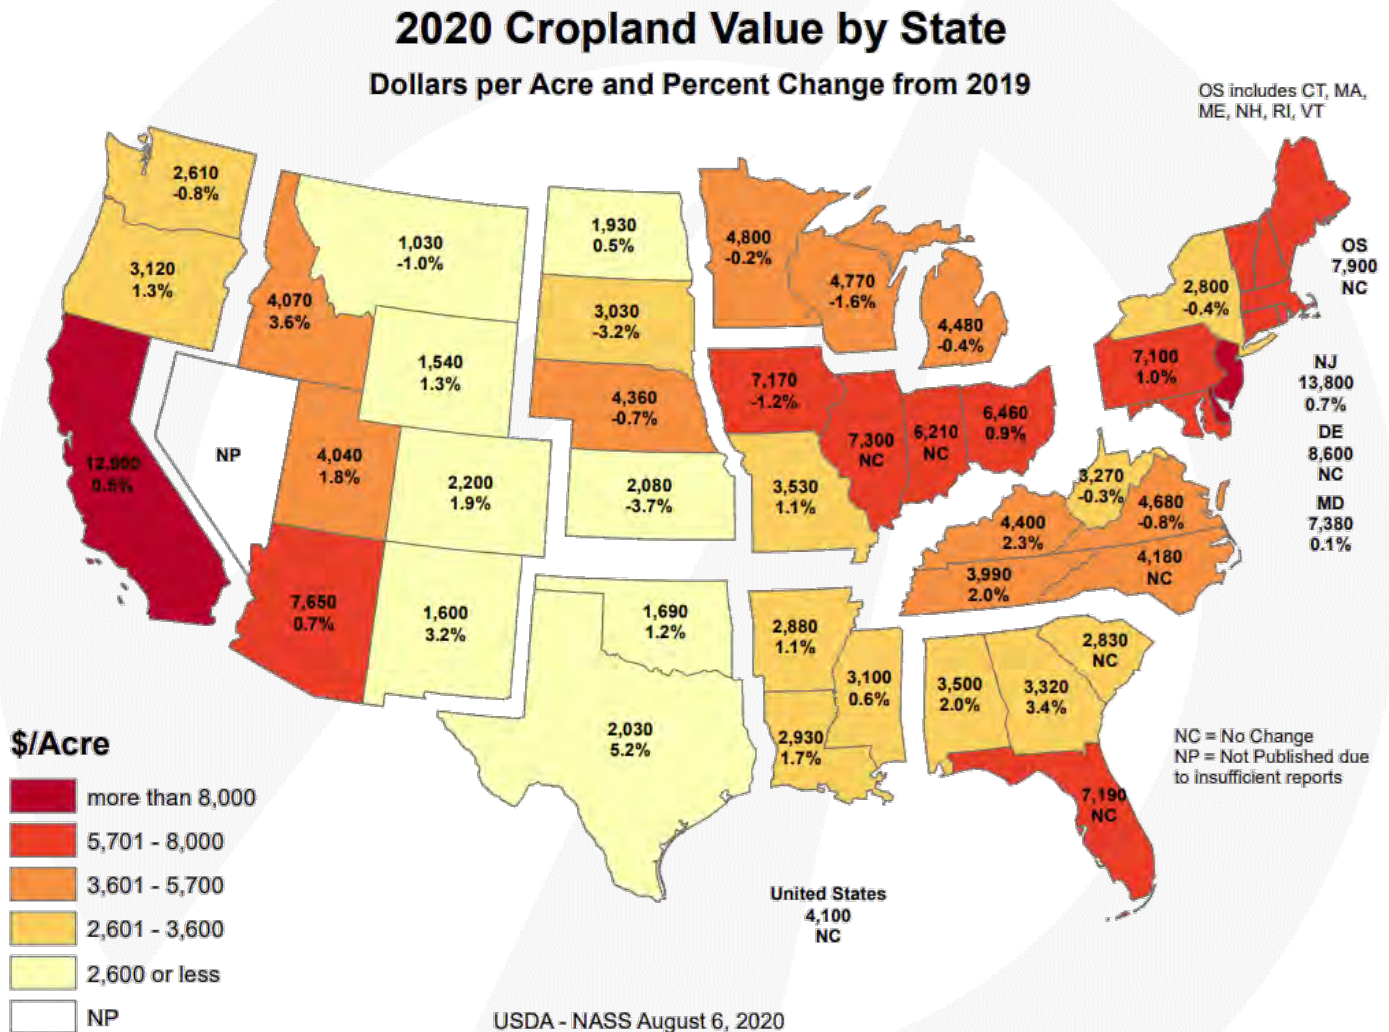 2020 Cropland Value by State
Dollars per Acre and Percent Change from 2019
OS includes CT, MA,
ME, NH, RI, VT
2,610
-0.8%
3,120
1.3%
1,030
-1.0%
4,070
3.6%
1,540
1.3%
1,930
0.5%
3,030
-3.2%
4,360
-0.7%
4,800
-0.2%
4,770
-1.6%
4,480
-0.4%
2,800
-0.4%
OS
7,900
NC
7,100
1.0%
NJ
13,800
0.7%
DE
8,600
NC
MD
7,380
0.1%
NP
4,040
1.8%
2,200
1.9%
2,080
-3.7%
7,170
-1.2%
3,530
1.1%
7,300
NC
6,210
NC
6,460
0.9%
3,270
-0.3%
4,680
-0.8%
4,400
2.3%
4,180
NC
3,990
2.0%
7,650
0.7%
1,600
3.2%
1,690
1.2%
2,030
5.2%
2,880
1.1%
3,100
0.6%
2,930
1.7%
3,500
2.0%
3,320
3.4%
2,830
NC
7,190
NC
NC = No Change
NP = Not Published due
to insufficient reports
$/Acre
more than 8,000
5,701 - 8,000
3,601 - 5,700
2,601 - 3,600
2,600 or less
NP
United States
4,100
NC
USDA - NASS August 6, 2020